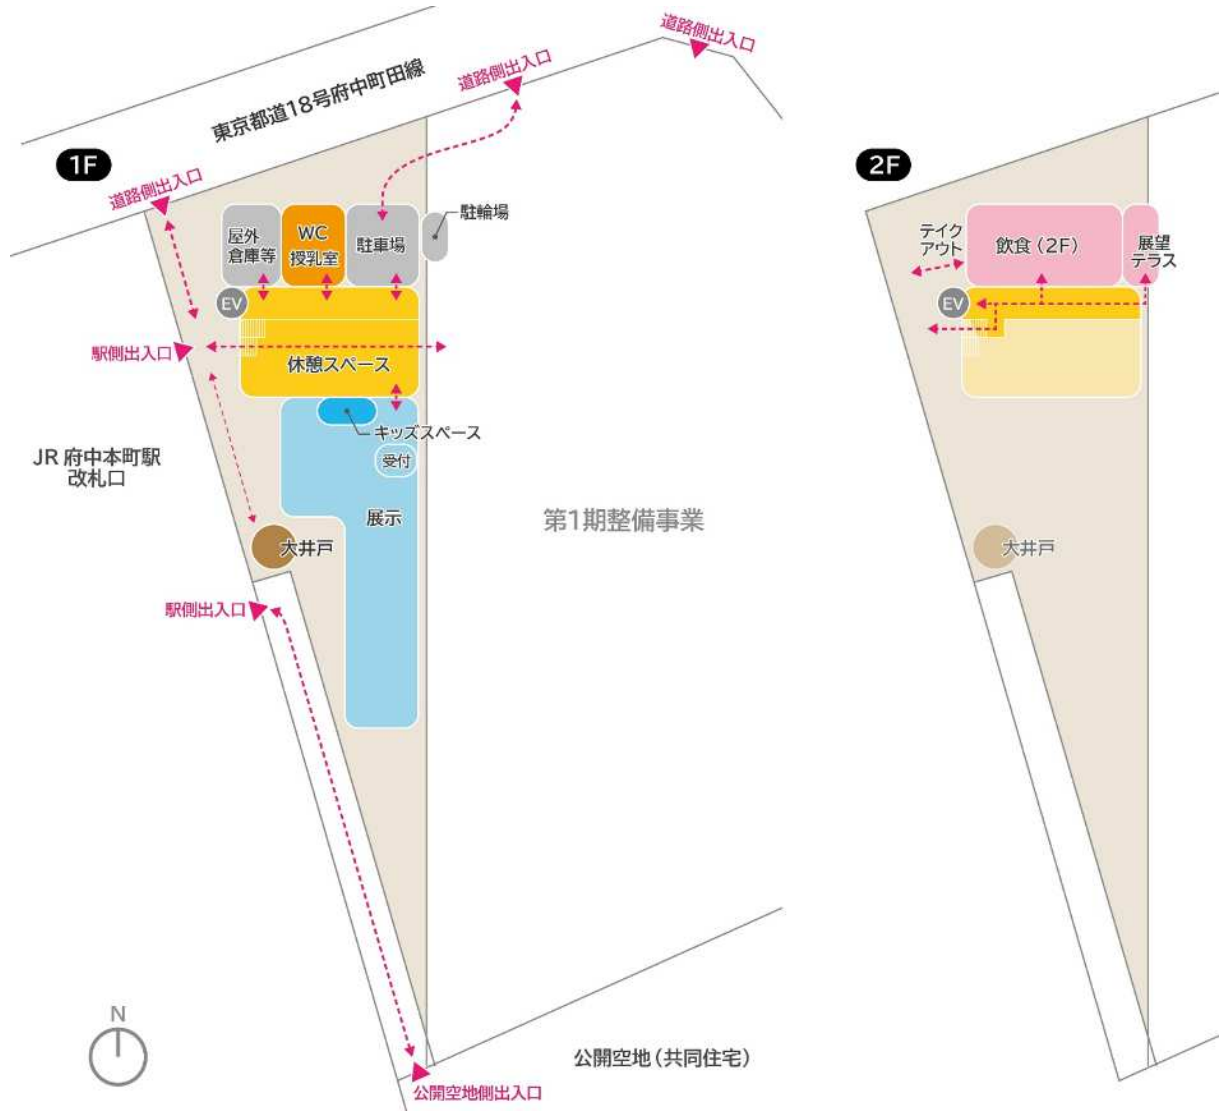 道路側出入口
東京都道18号府中町田線
道路側出入口
1F
道路側出入口
屋外
倉庫等
WC
授乳室
駐車場
駐輪場
EV
駅側出入口
休憩スペース
キッズスペース
受付
JR 府中本町駅
改札口
展示
第1期整備事業
大井戸
駅側出入口
N
公開空地(共同住宅)
公開空地側出入口
2F
テイク
アウト
飲食(2F)
展望
テラス
EV
大井戸